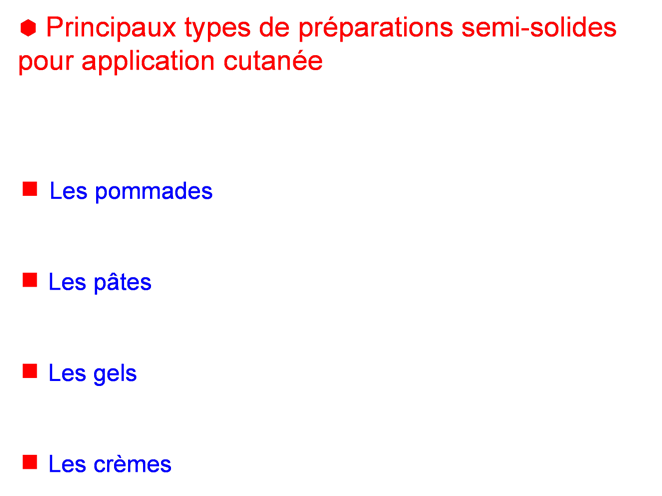 Principaux types de préparations semi-solides
pour application cutanée
Les pommades
Les pâtes
Les gels
Les crèmes